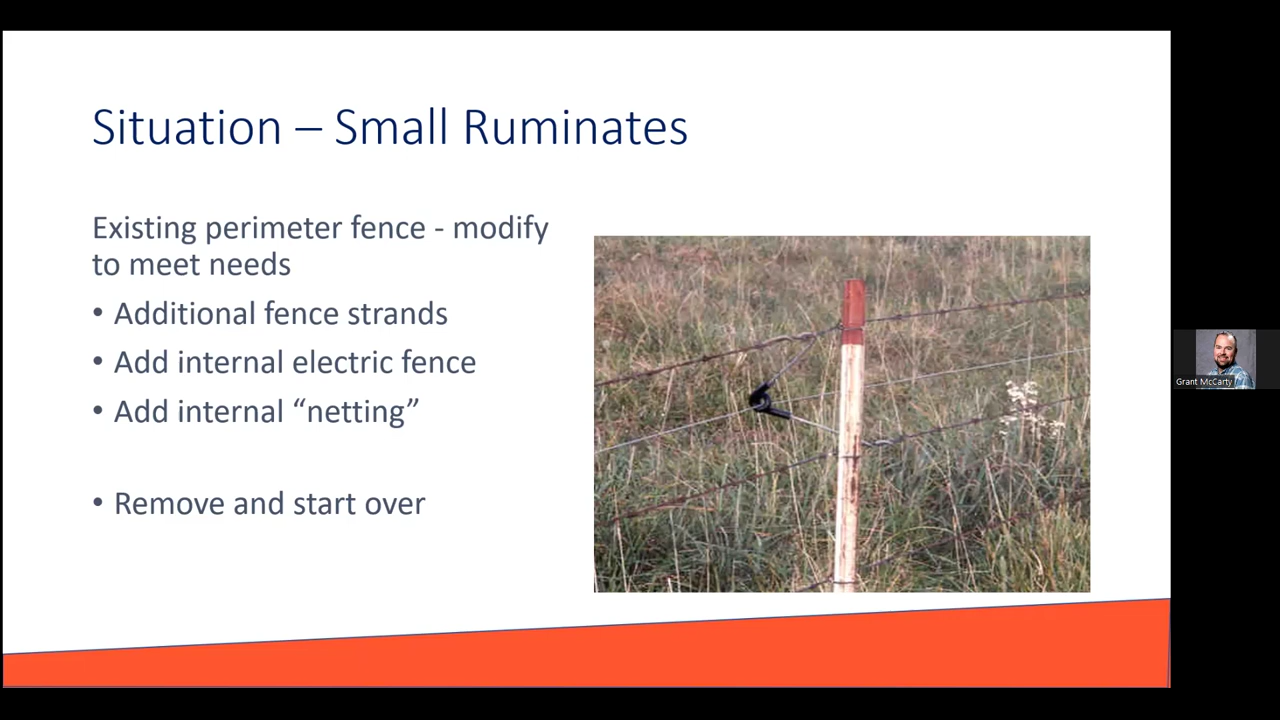 Situation – Small Ruminates
Existing perimeter fence - modify
to meet needs
• Additional fence strands
• Add internal electric fence
• Add internal “netting”
• Remove and start over
Grant McCarty